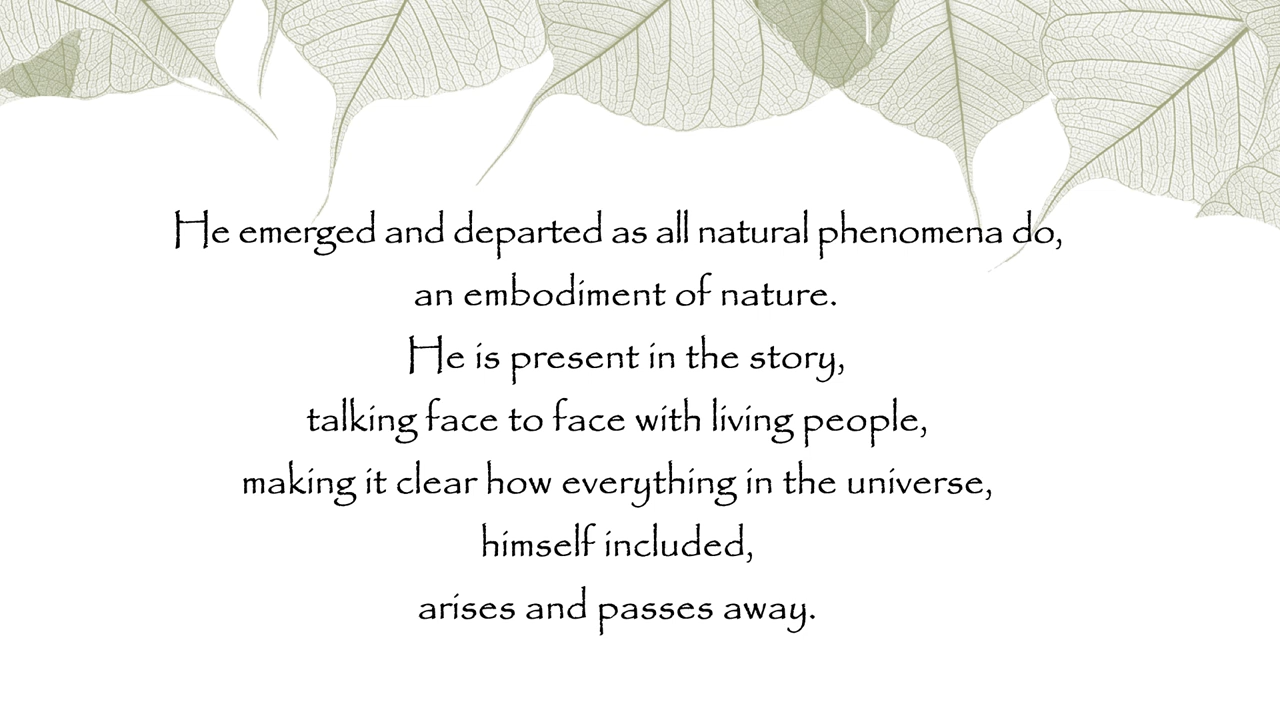 He emerged and departed as all natural phenomena do,
an embodiment of nature.
He is present in the story,
talking face to face with living people,
making it clear how everything in the universe,
himself included,
arises and passes away.